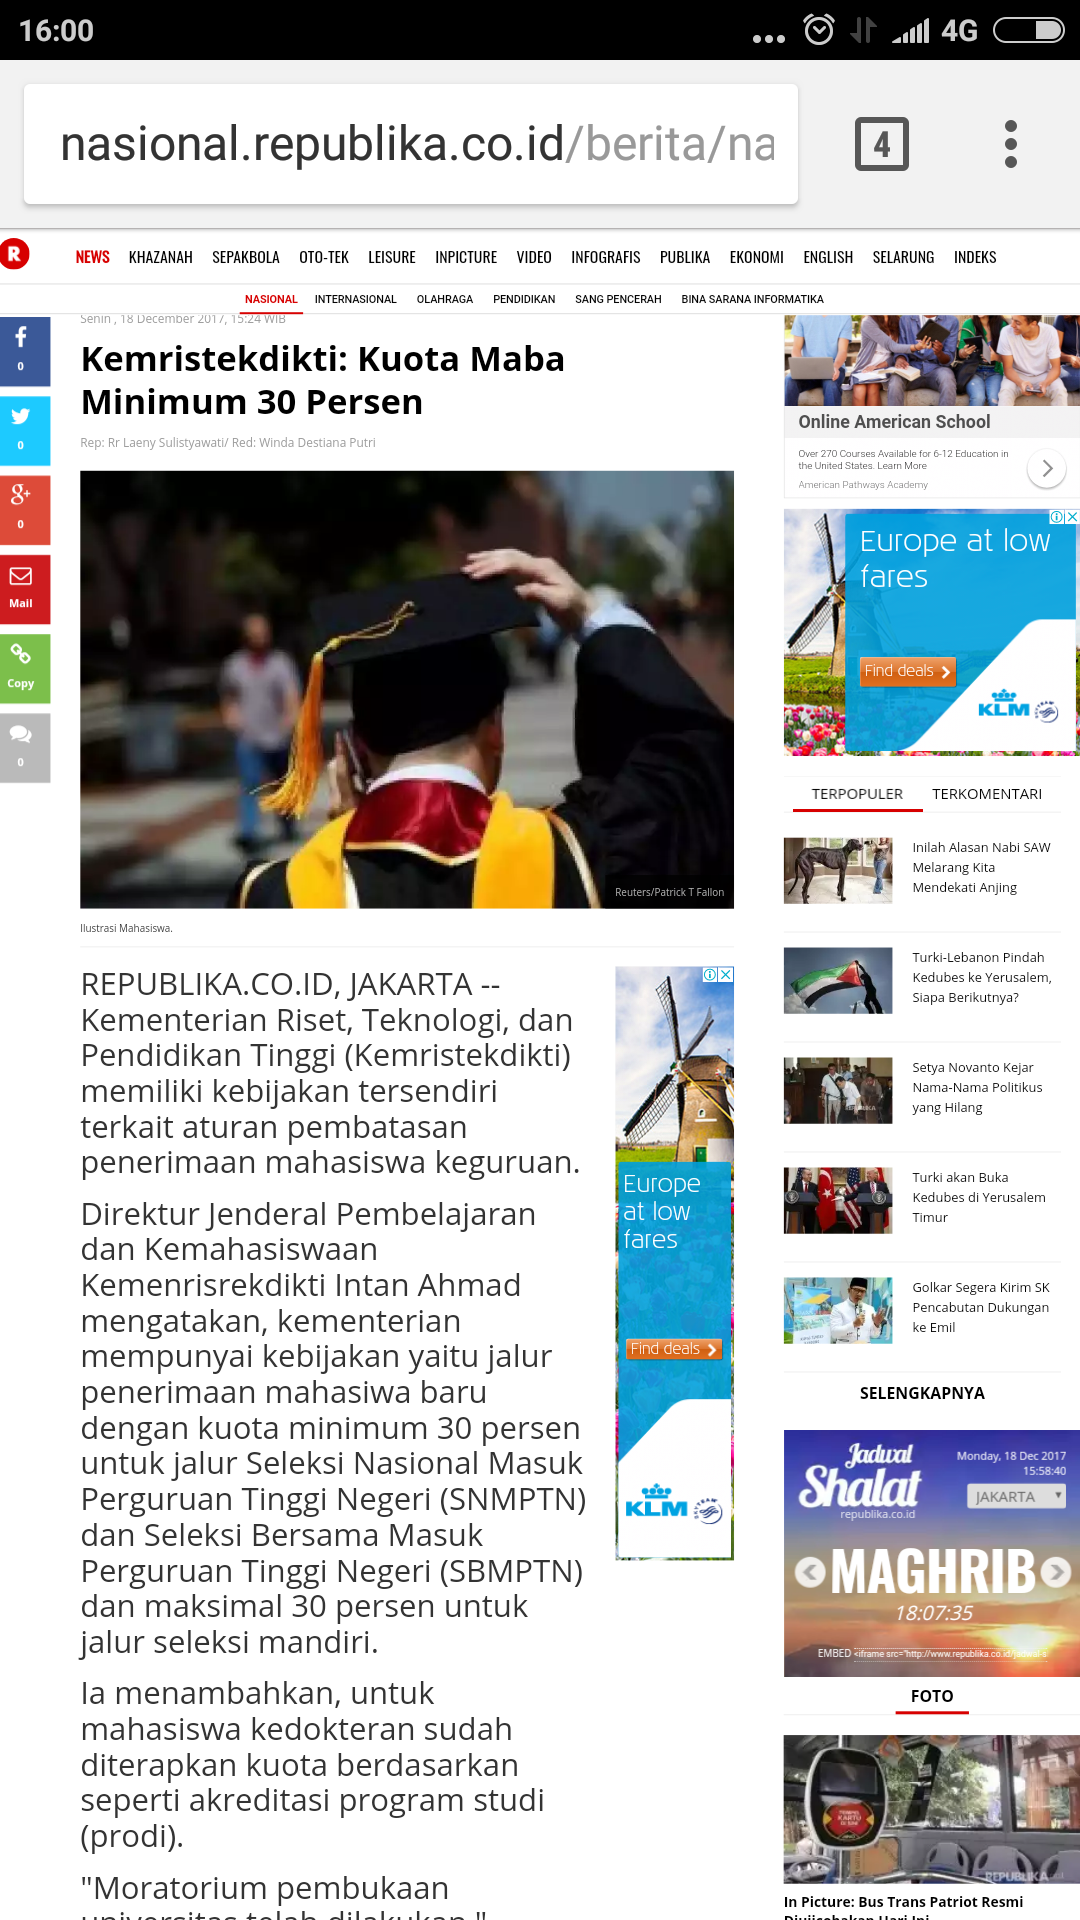 16:00
4G
nasional.republika.co.id/berita/na
4
R
NEWS KHAZANAH SEPAKBOLA OTO-TEK LEISURE INPICTURE VIDEO INFOGRAFIS PUBLIKA EKONOMI ENGLISH SELARUNG INDEKS
NASIONAL INTERNASIONAL OLAHRAGA PENDIDIKAN SANG PENCERAH BINA SARANA INFORMATIKA
0
0
g+
0
Mail
Copy
0
Senin , 18 December 2017, 15:24 WIB
Kemristekdikti: Kuota Maba
Minimum 30 Persen
Rep: Rr Laeny Sulistyawati/ Red: Winda Destiana Putri
Reuters/Patrick T Fallon
Ilustrasi Mahasiswa.
REPUBLIKA.CO.ID, JAKARTA --
Kementerian Riset, Teknologi, dan
Pendidikan Tinggi (Kemristekdikti)
memiliki kebijakan tersendiri
terkait aturan pembatasan
penerimaan mahasiswa keguruan.
Direktur Jenderal Pembelajaran
dan Kemahasiswaan
Kemenrisrekdikti Intan Ahmad
mengatakan, kementerian
mempunyai kebijakan yaitu jalur
penerimaan mahasiwa baru
dengan kuota minimum 30 persen
untuk jalur Seleksi Nasional Masuk
Perguruan Tinggi Negeri (SNMPTN)
dan Seleksi Bersama Masuk
Perguruan Tinggi Negeri (SBMPTN)
dan maksimal 30 persen untuk
jalur seleksi mandiri.
Ia menambahkan, untuk
mahasiswa kedokteran sudah
diterapkan kuota berdasarkan
seperti akreditasi program studi
(prodi).
"Moratorium pembukaan
universitas telah dilakukan."
Europe
at low
fares
Find deals
KLM
Online American School
Over 270 Courses Available for 6-12 Education in
the United States. Learn More
American Pathways Academy
Europe at low
fares
Find deals
KLM
TERPOPULER TERKOMENTARI
Inilah Alasan Nabi SAW
Melarang Kita
Mendekati Anjing
Turki-Lebanon Pindah
Kedubes ke Yerusalem,
Siapa Berikutnya?
Setya Novanto Kejar
Nama-Nama Politikus
yang Hilang
Turki akan Buka
Kedubes di Yerusalem
Timur
Golkar Segera Kirim SK
Pencabutan Dukungan
ke Emil
SELENGKAPNYA
Jadwal
Shalat
republika.co.id
Monday, 18 Dec 2017
15:58:40
JAKARTA
MAGHRIB
18:07:35
EMBED <iframe src="http://www.republika.co.id/jadwal-s
FOTO
REPUBLIKA
In Picture: Bus Trans Patriot Resmi
Diujicobakan Hari Ini